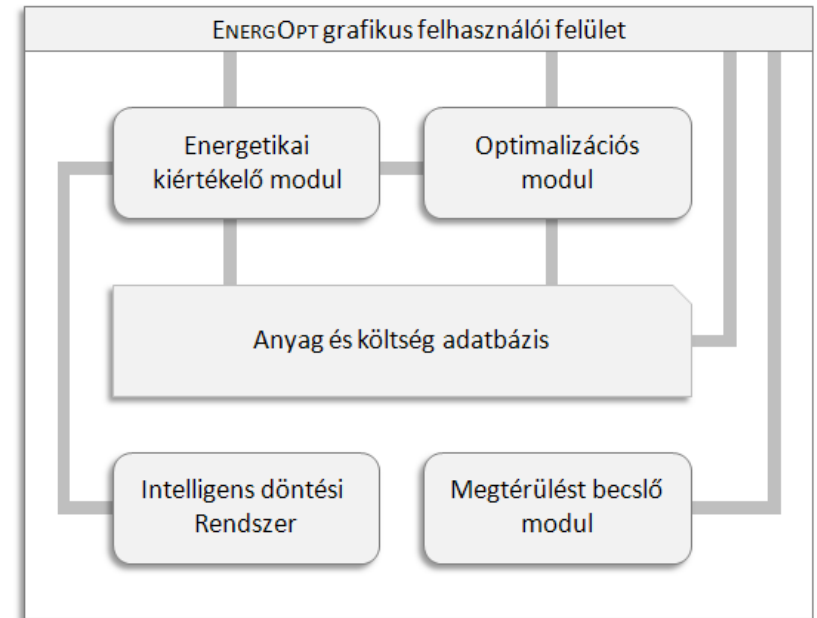 ENERGOPT grafikus felhasználói felület
Energetikai
kiértékelő modul
Optimalizációs
modul
Anyag és költség adatbázis
Intelligens döntési
Rendszer
Megtérülést becslő
modul